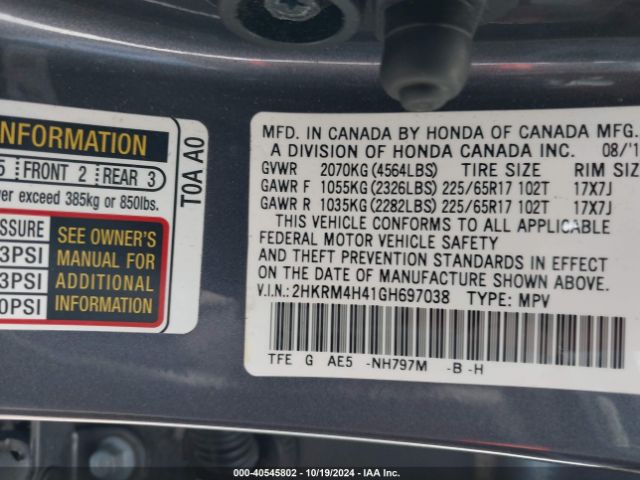 INFORMATION
5 FRONT 2 REAR 3
ver exceed 385kg or 850lbs.
SSURE
3PSI
3PSI
0PSI
SEE OWNER'S
MANUAL FOR
ADDITIONAL
INFORMATION
T0A A0
MFD. IN CANADA BY HONDA OF CANADA MFG.
A DIVISION OF HONDA CANADA INC. 08/'1
GVWR 2070KG (4564LBS) TIRE SIZE RIM SIZ
GAWR F 1055KG (2326LBS) 225/65R17 102T 17X7J
GAWR R 1035KG (2282LBS) 225/65R17 102T 17X7J
THIS VEHICLE CONFORMS TO ALL APPLICABLE
FEDERAL MOTOR VEHICLE SAFETY
AND THEFT PREVENTION STANDARDS IN EFFECT
ON THE DATE OF MANUFACTURE SHOWN ABOVE.
V.I.N.: 2HKRM4H41GH697038 TYPE: MPV
TFE G AE5 -NH797M -B -H
000-40545802 - 10/19/2024 - IAA Inc.